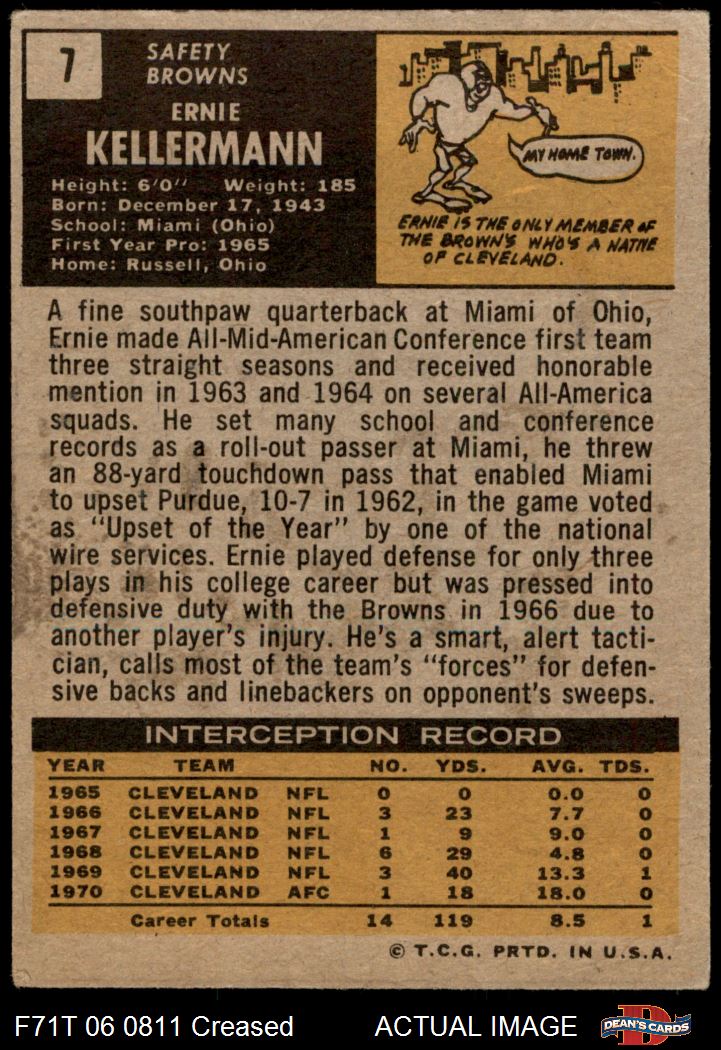 7
SAFETY
BROWNS
ERNIE
KELLERMANN
Height: 6'0" Weight: 185
Born: December 17, 1943
School: Miami (Ohio)
First Year Pro: 1965
Home: Russell, Ohio
MY HOME TOWN.
ERNIE IS THE ONLY MEMBER OF
THE BROWN'S WHO'S A NATIVE
OF CLEVELAND.
A fine southpaw quarterback at Miami of Ohio,
Ernie made All-Mid-American Conference first team
three straight seasons and received honorable
mention in 1963 and 1964 on several All-America
squads. He set many school and conference
records as a roll-out passer at Miami, he threw
an 88-yard touchdown pass that enabled Miami
to upset Purdue, 10-7 in 1962, in the game voted
as "Upset of the Year" by one of the national
wire services. Ernie played defense for only three
plays in his college career but was pressed into
defensive duty with the Browns in 1966 due to
another player's injury. He's a smart, alert tacti-
cian, calls most of the team's "forces" for defen-
sive backs and linebackers on opponent's sweeps.
INTERCEPTION RECORD
YEAR TEAM NO. YDS. AVG. TDS.
1965 CLEVELAND NFL 0 0 0.0 0
1966 CLEVELAND NFL 3 23 7.7 0
1967 CLEVELAND NFL 1 9 9.0 0
1968 CLEVELAND NFL 6 29 4.8 0
1969 CLEVELAND NFL 3 40 13.3 1
1970 CLEVELAND AFC 1 18 18.0 0
Career Totals 14 119 8.5 1
© T.C.G. PRTD. IN U.S.A.
F71T 06 0811 Creased ACTUAL IMAGE
D
DEAN'S CARDS